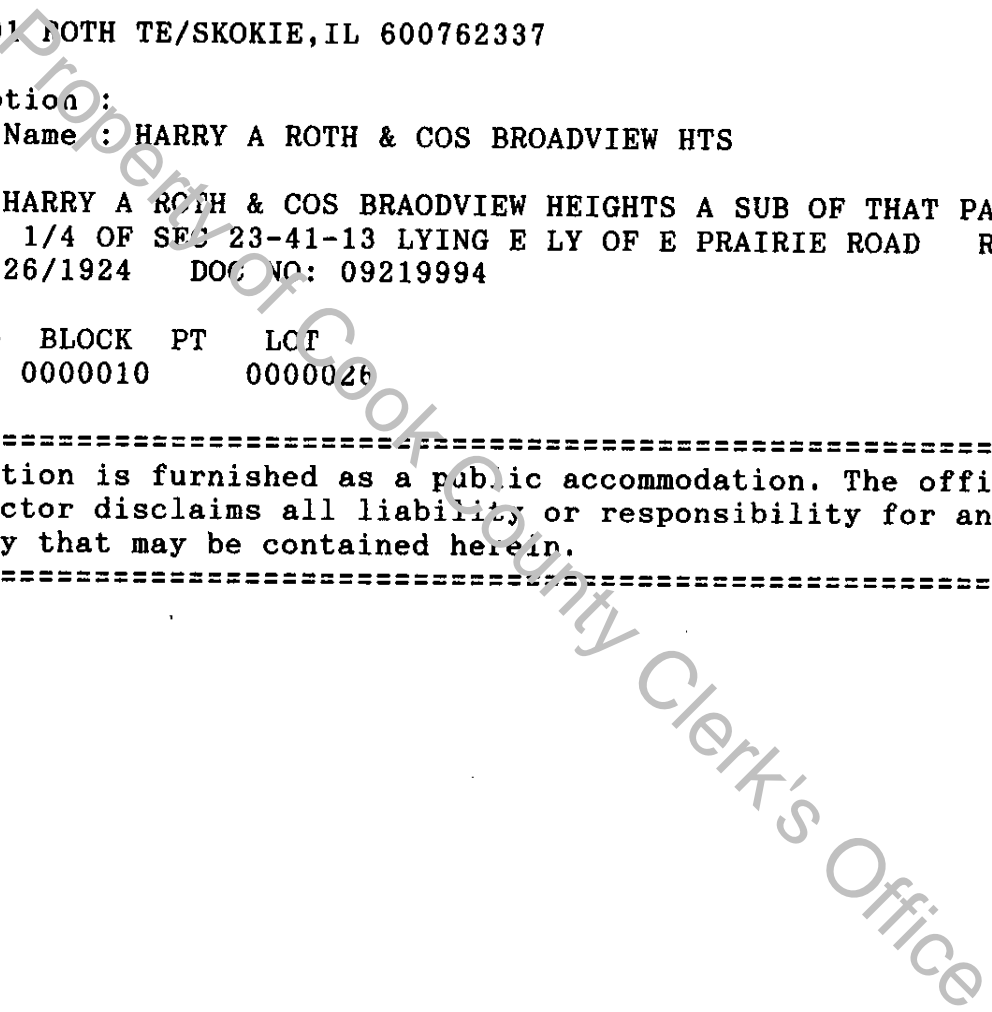 01 ROTH TE/SKOKIE,IL 600762337
tion :
Name : HARRY A ROTH & COS BROADVIEW HTS
HARRY A ROTH & COS BRAODVIEW HEIGHTS A SUB OF THAT PA
1/4 OF SEC 23-41-13 LYING E LY OF E PRAIRIE ROAD R
26/1924 DOC NO: 09219994
BLOCK PT LOT
0000010 0000026
=====================================================
tion is furnished as a public accommodation. The offi
ctor disclaims all liability or responsibility for an
y that may be contained herein.
=====================================================
Property of Cook County Clerk's Office